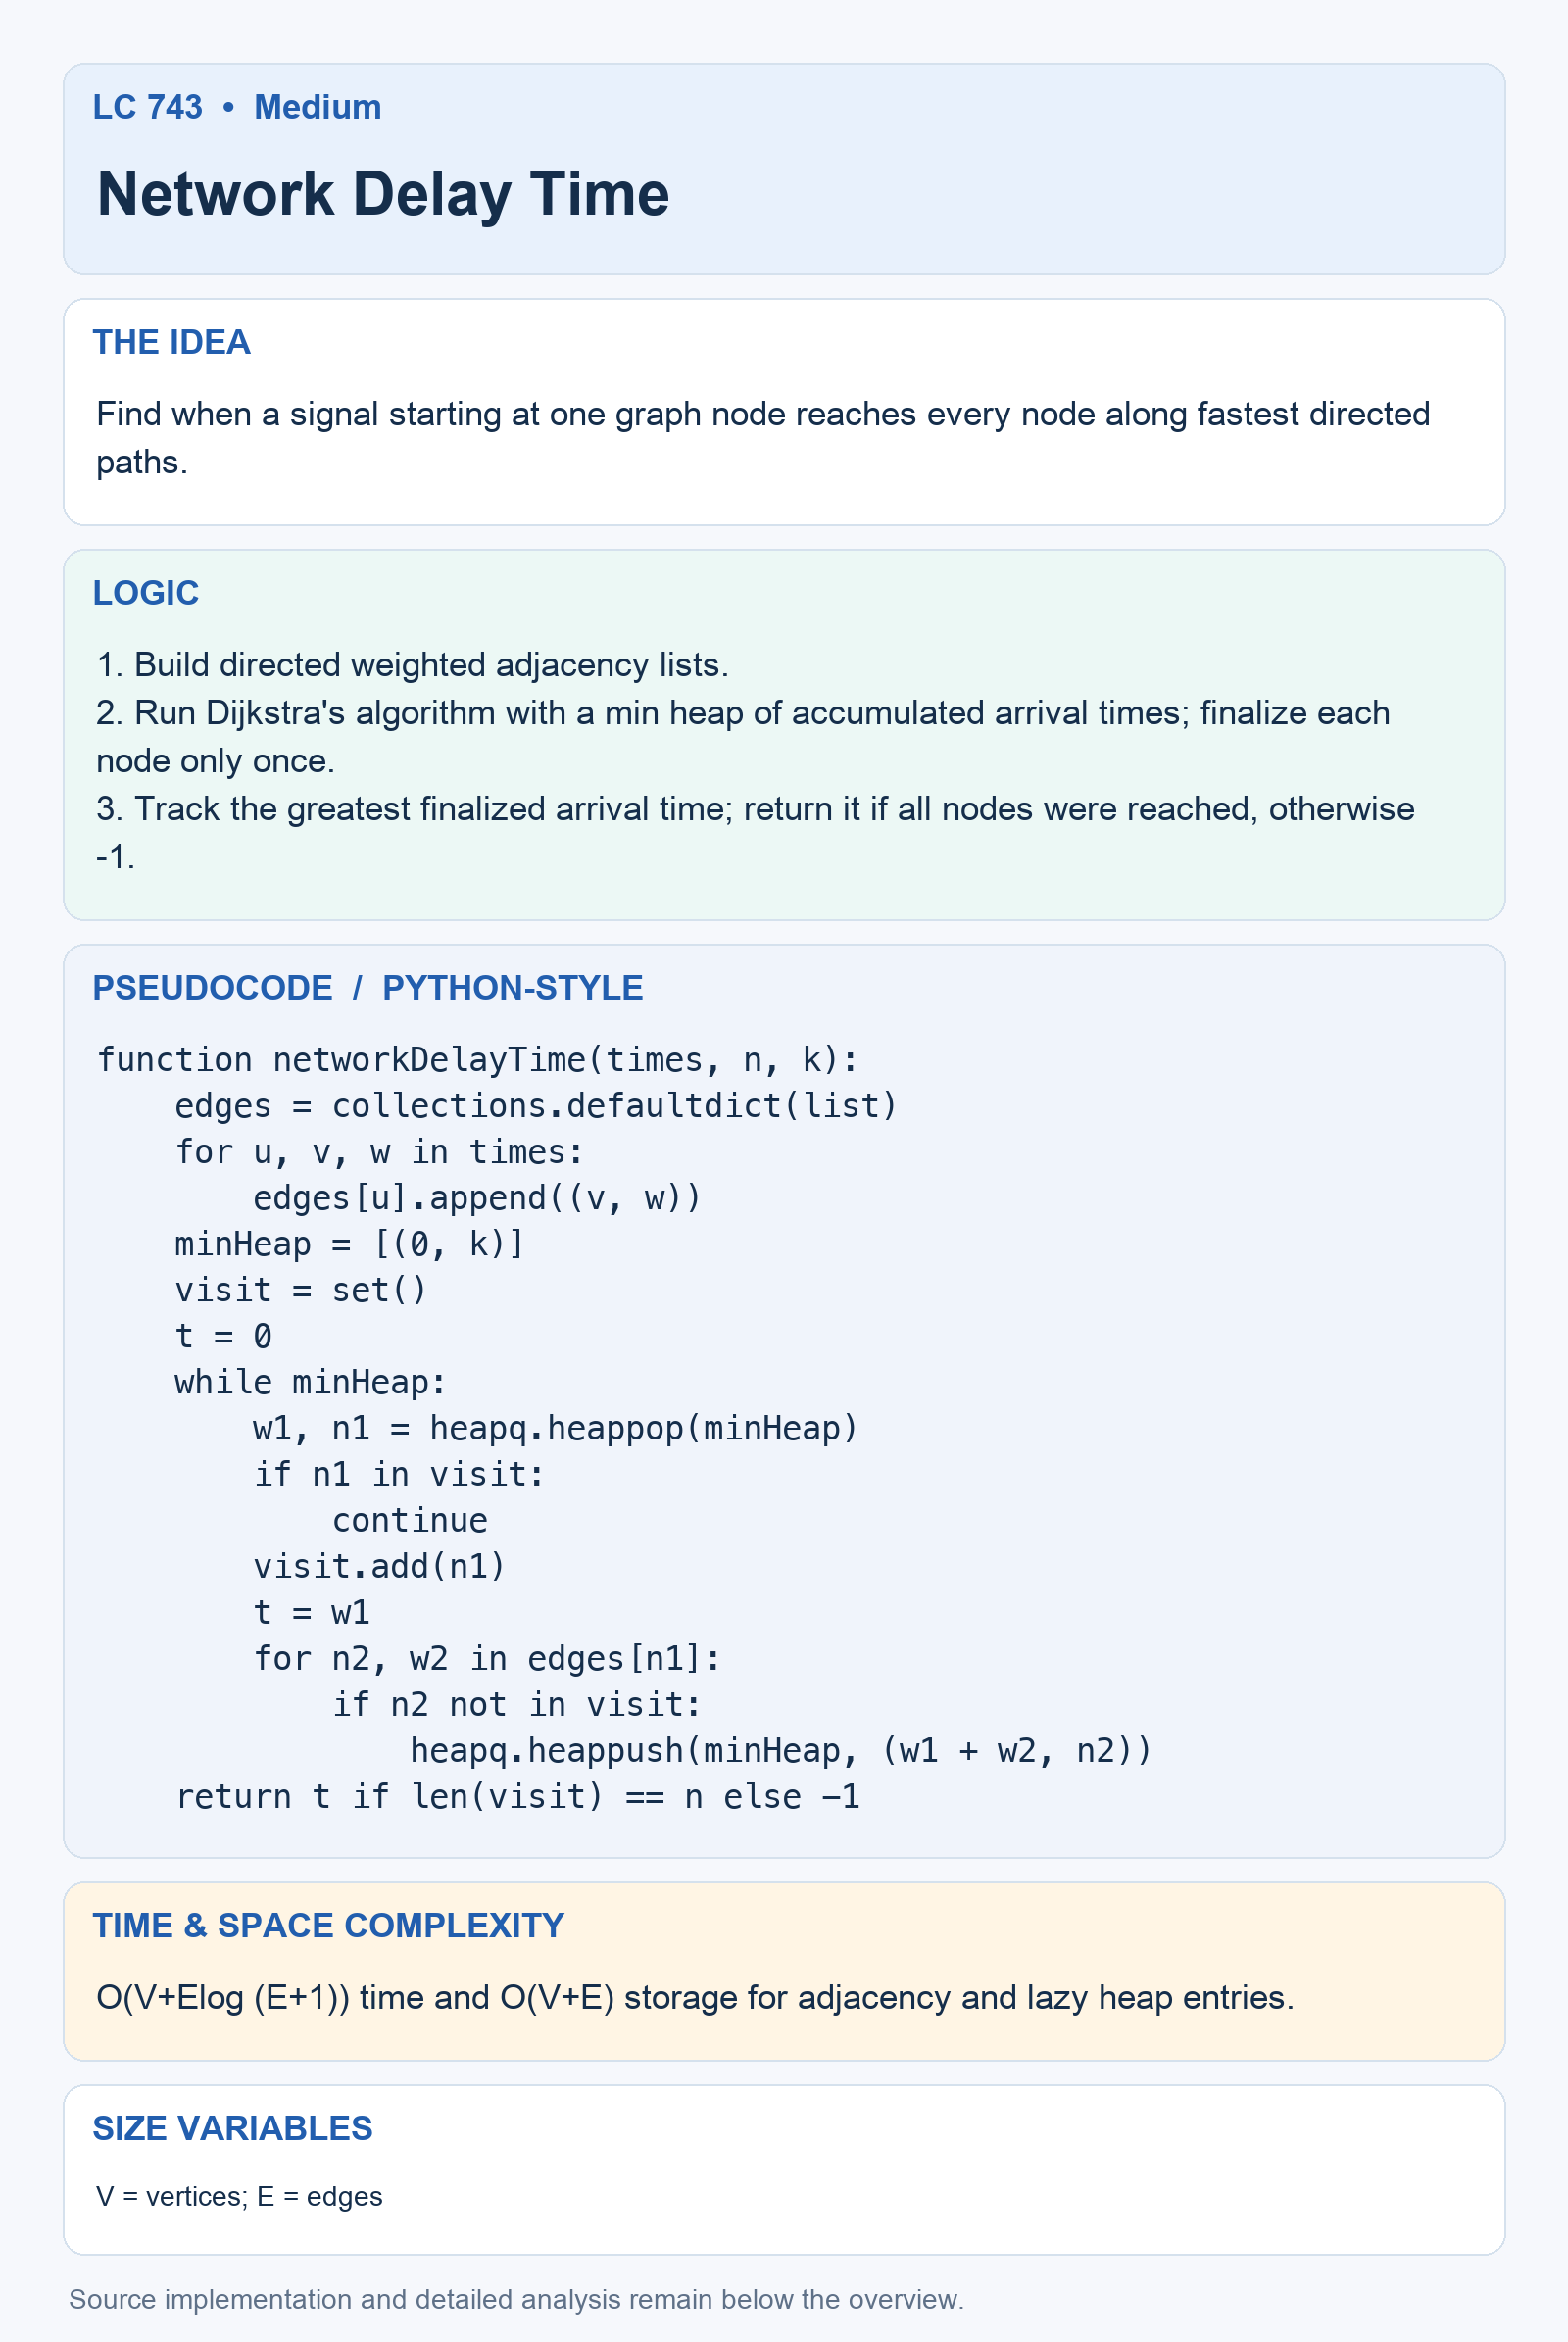 LC 743 • Medium
Network Delay Time
THE IDEA
Find when a signal starting at one graph node reaches every node along fastest directed
paths.
LOGIC
1. Build directed weighted adjacency lists.
2. Run Dijkstra's algorithm with a min heap of accumulated arrival times; finalize each
node only once.
3. Track the greatest finalized arrival time; return it if all nodes were reached, otherwise
-1.
PSEUDOCODE / PYTHON-STYLE
function networkDelayTime(times, n, k):
    edges = collections.defaultdict(list)
    for u, v, w in times:
        edges[u].append((v, w))
    minHeap = [(0, k)]
    visit = set()
    t = 0
    while minHeap:
        w1, n1 = heapq.heappop(minHeap)
        if n1 in visit:
            continue
        visit.add(n1)
        t = w1
        for n2, w2 in edges[n1]:
            if n2 not in visit:
                heapq.heappush(minHeap, (w1 + w2, n2))
    return t if len(visit) == n else −1
TIME & SPACE COMPLEXITY
O(V+Elog (E+1)) time and O(V+E) storage for adjacency and lazy heap entries.
SIZE VARIABLES
V = vertices; E = edges
Source implementation and detailed analysis remain below the overview.